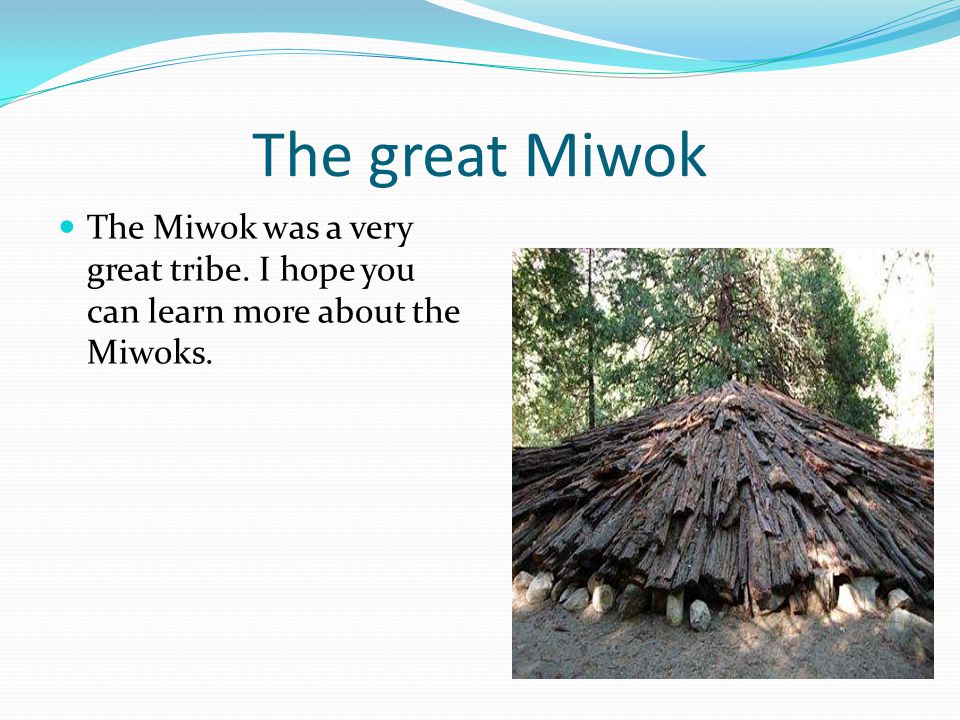 The great Miwok
The Miwok was a very
great tribe. I hope you
can learn more about the
Miwoks.